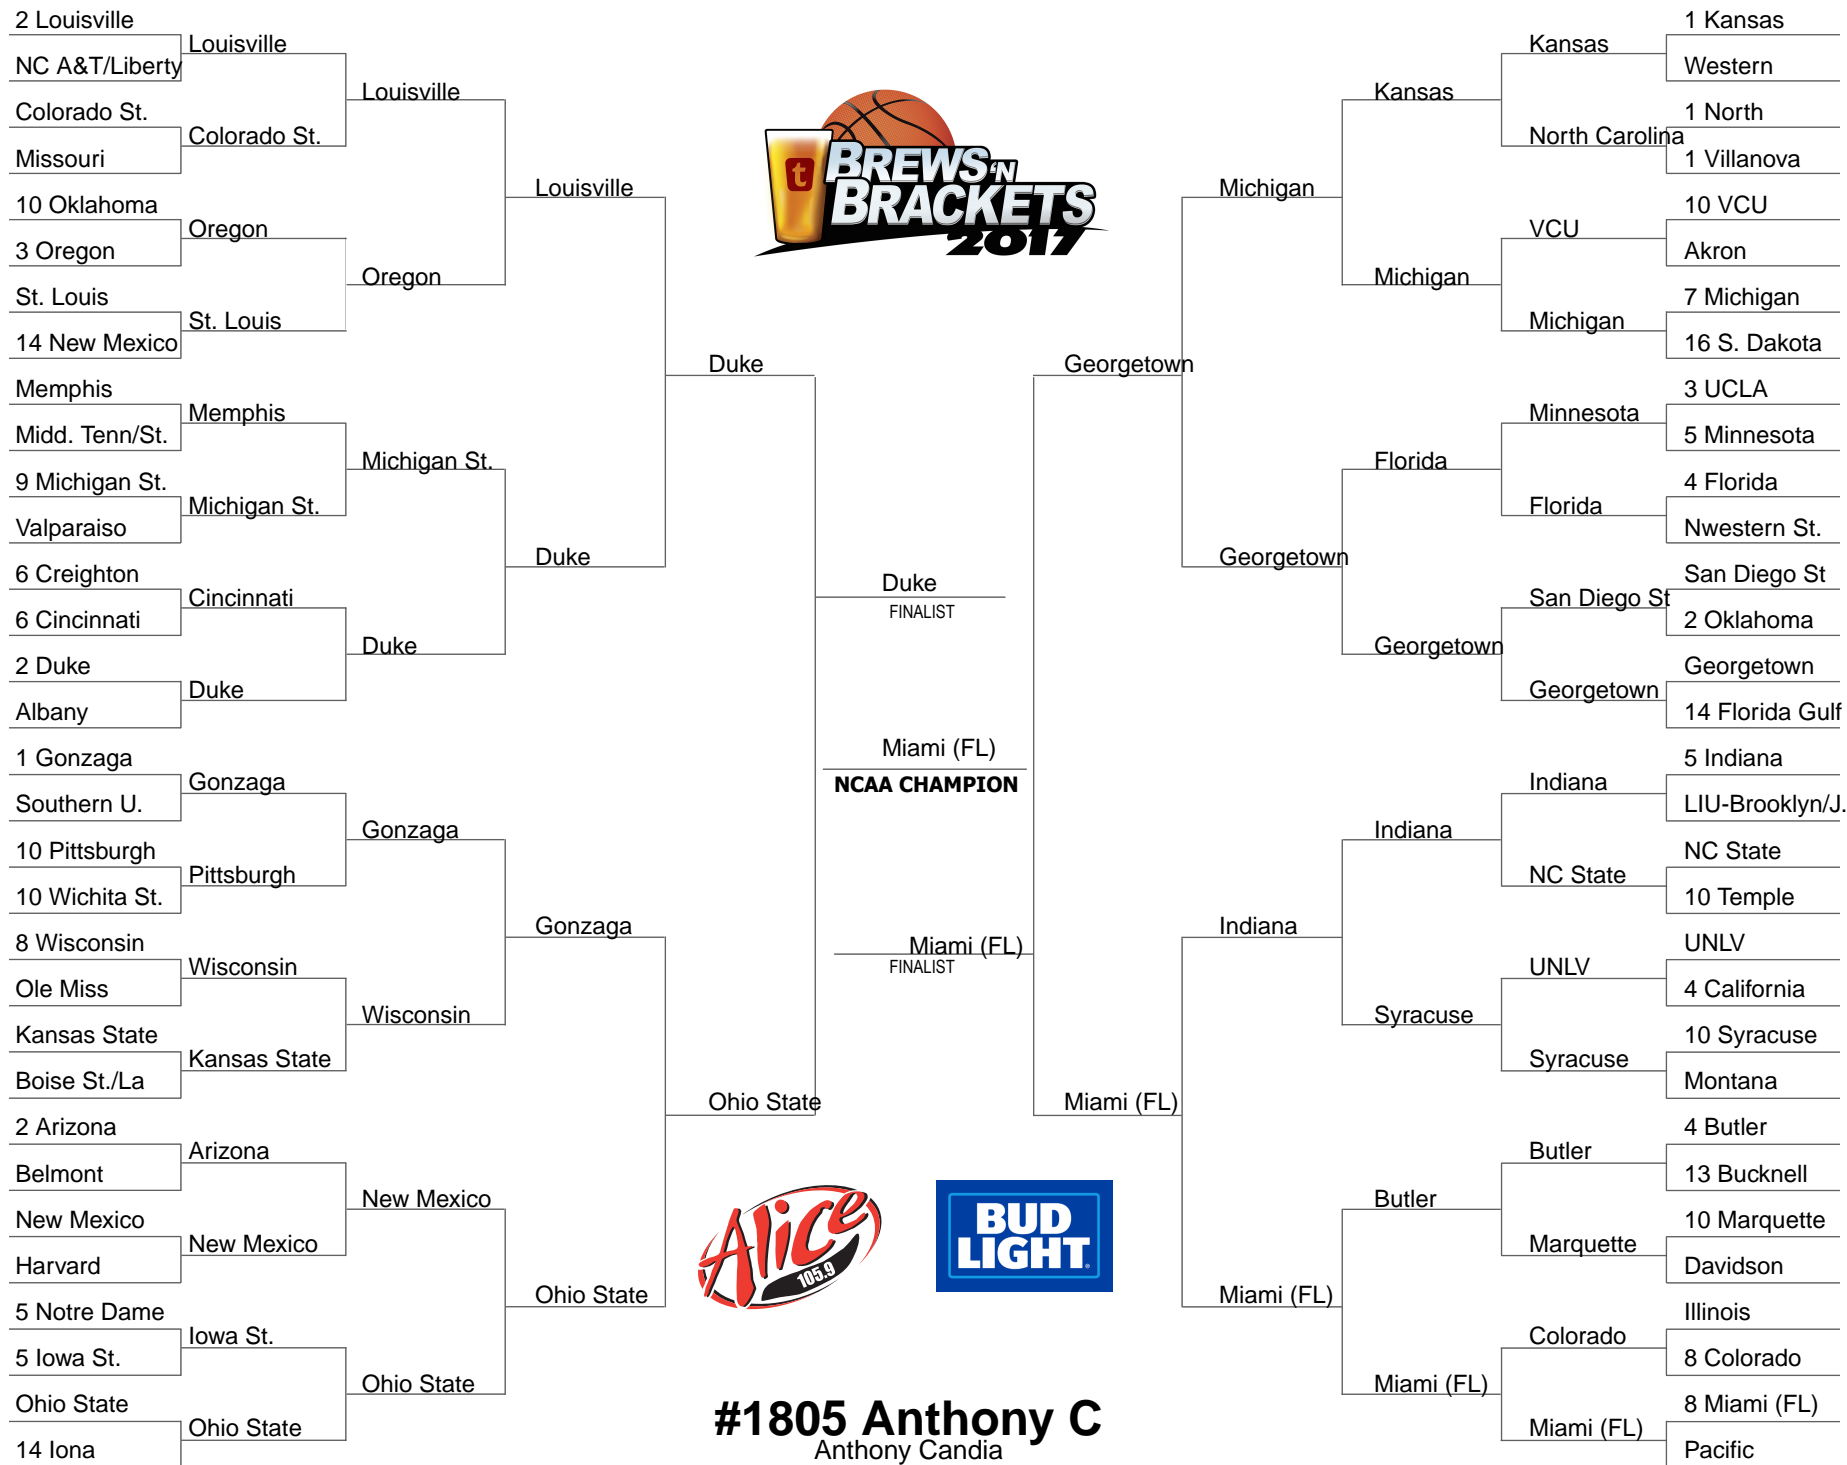 2 Louisville
NC A&T/Liberty
Colorado St.
Missouri
10 Oklahoma
3 Oregon
St. Louis
14 New Mexico
Memphis
Midd. Tenn/St.
9 Michigan St.
Valparaiso
6 Creighton
6 Cincinnati
2 Duke
Albany
1 Gonzaga
Southern U.
10 Pittsburgh
10 Wichita St.
8 Wisconsin
Ole Miss
Kansas State
Boise St./La
2 Arizona
Belmont
New Mexico
Harvard
5 Notre Dame
5 Iowa St.
Ohio State
14 Iona
Louisville
Colorado St.
Oregon
St. Louis
Memphis
Michigan St.
Cincinnati
Duke
Gonzaga
Pittsburgh
Wisconsin
Kansas State
Arizona
New Mexico
Iowa St.
Ohio State
Louisville
Oregon
Michigan St.
Duke
Gonzaga
Wisconsin
New Mexico
Ohio State
Louisville
Duke
Gonzaga
Ohio State
Duke
Ohio State
t
BREWS 'N
BRACKETS
2017
Duke
FINALIST
Miami (FL)
NCAA CHAMPION
Miami (FL)
FINALIST
Alice
105.9
BUD
LIGHT
#1805 Anthony C
Anthony Candia
Georgetown
Miami (FL)
Michigan
Georgetown
Indiana
Miami (FL)
Kansas
Michigan
Florida
Georgetown
Indiana
Syracuse
Butler
Miami (FL)
Kansas
North Carolina
VCU
Michigan
Minnesota
Florida
San Diego St
Georgetown
Indiana
NC State
UNLV
Syracuse
Butler
Marquette
Colorado
Miami (FL)
1 Kansas
Western
1 North
1 Villanova
10 VCU
Akron
7 Michigan
16 S. Dakota
3 UCLA
5 Minnesota
4 Florida
Nwestern St.
San Diego St
2 Oklahoma
Georgetown
14 Florida Gulf
5 Indiana
LIU-Brooklyn/J.
NC State
10 Temple
UNLV
4 California
10 Syracuse
Montana
4 Butler
13 Bucknell
10 Marquette
Davidson
Illinois
8 Colorado
8 Miami (FL)
Pacific